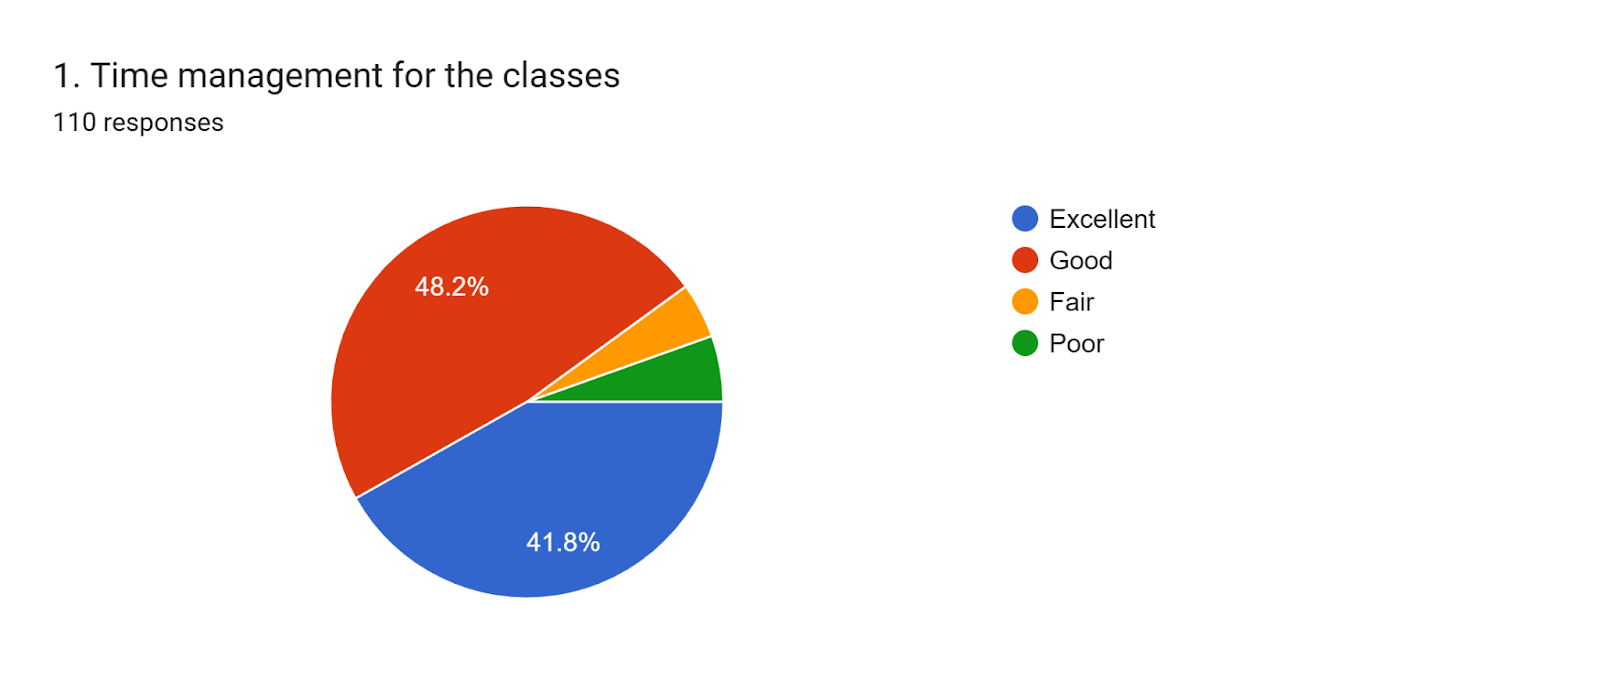 1. Time management for the classes
110 responses
48.2%
41.8%
Excellent
Good
Fair
Poor